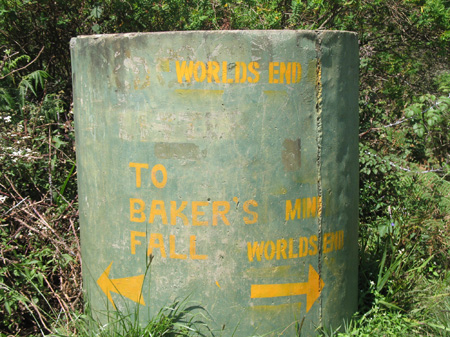 WORLDS END
TO
BAKER'S MINI
FALL WORLDS END